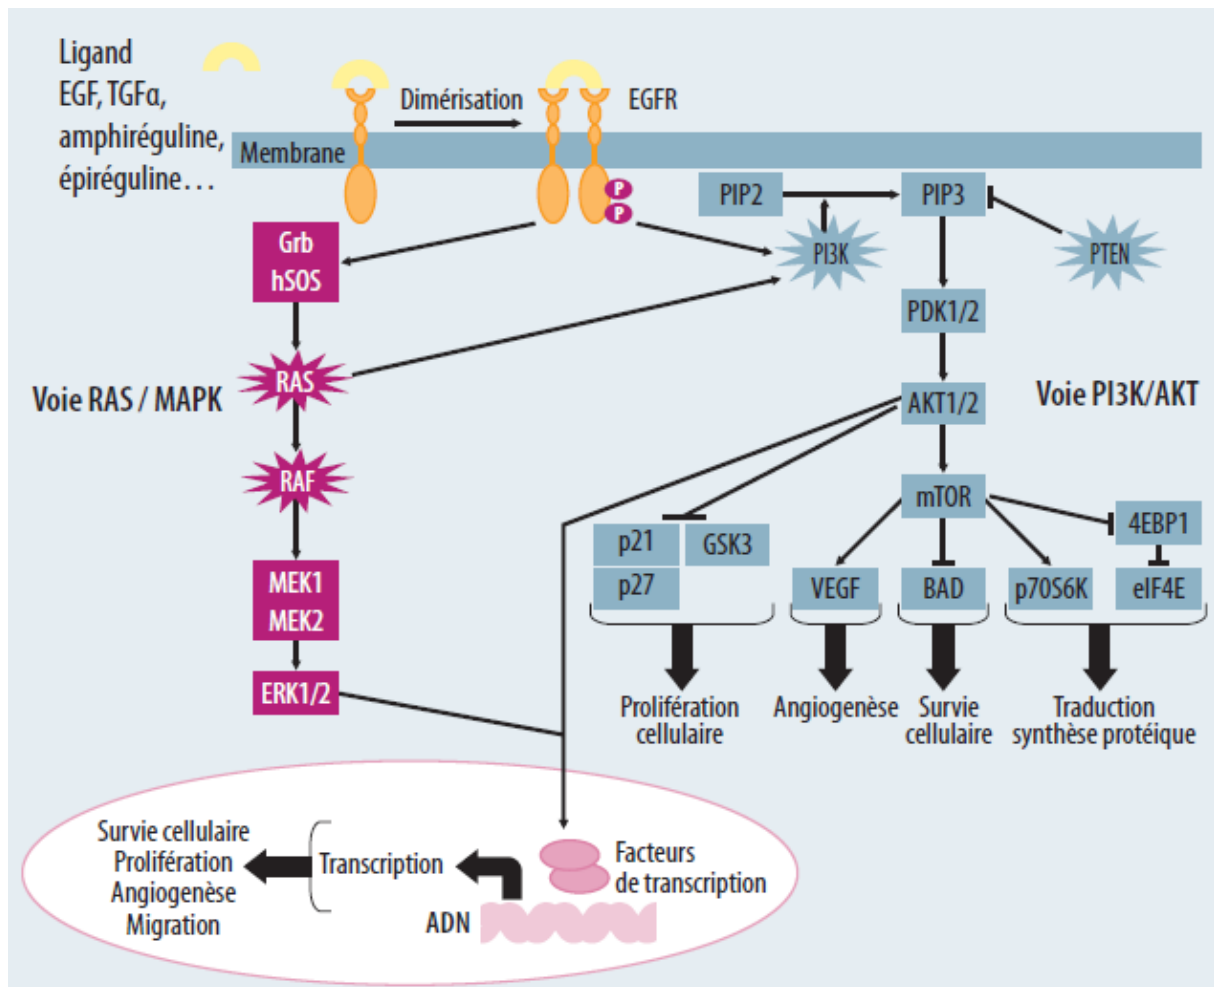 Ligand
EGF, TGFα,
amphiréguline,
épiréguline…
Dimérisation
EGFR
Membrane
P
P
PIP2
PIP3
PI3K
PTEN
Grb
hSOS
PDK1/2
RAS
Voie RAS / MAPK
AKT1/2
Voie PI3K/AKT
RAF
mTOR
4EBP1
p21
GSK3
p27
VEGF
BAD
p70S6K
eIF4E
MEK1
MEK2
ERK1/2
Prolifération
cellulaire
Angiogenèse
Survie
cellulaire
Traduction
synthèse protéique
Survie cellulaire
Prolifération
Angiogenèse
Migration
Transcription
Facteurs
de transcription
ADN